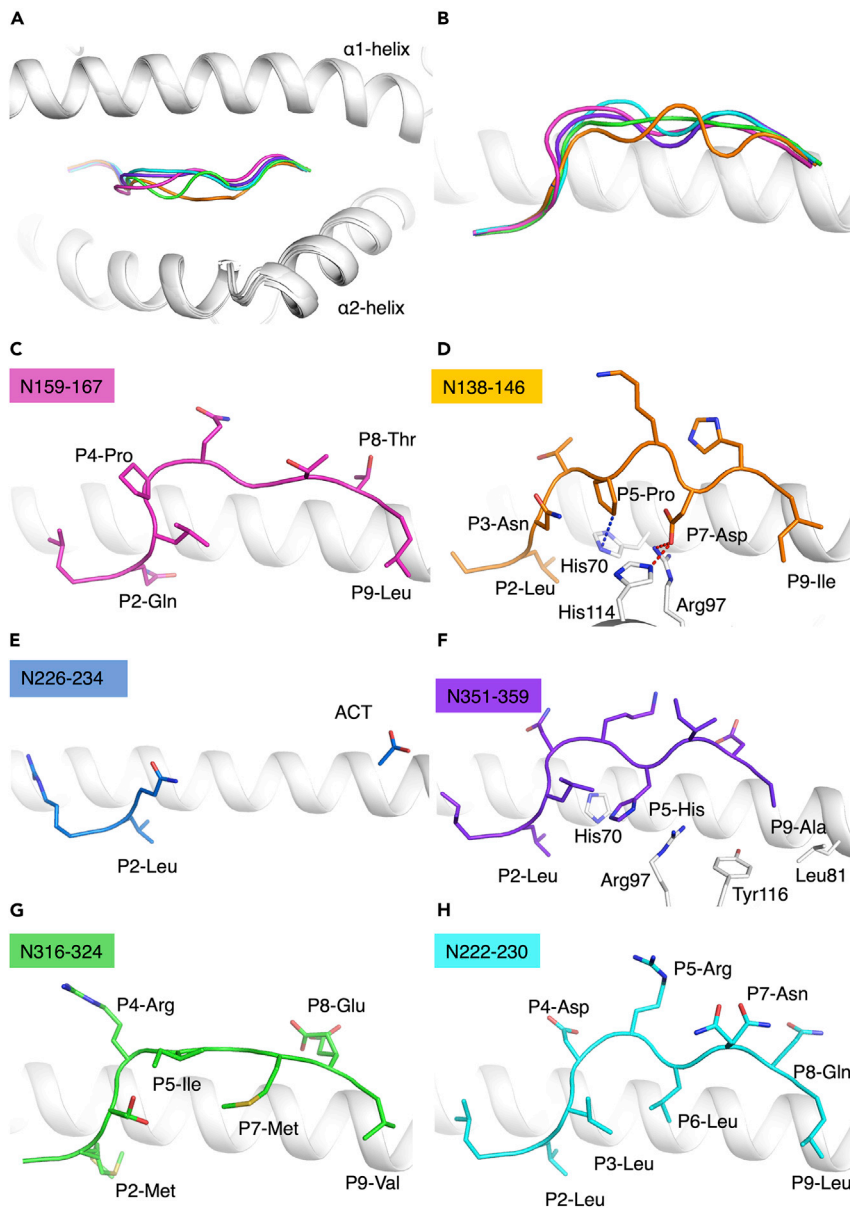 A
α1-helix
α2-helix
B
C
N159-167
P4-Pro
P8-Thr
P2-Gln
P9-Leu
D
N138-146
P3-Asn
P5-Pro
P7-Asp
P2-Leu
His70
His114
Arg97
P9-Ile
E
N226-234
ACT
P2-Leu
F
N351-359
His70
P5-His
P9-Ala
P2-Leu
Arg97
Tyr116
Leu81
G
N316-324
P4-Arg
P8-Glu
P5-Ile
P7-Met
P2-Met
P9-Val
H
N222-230
P5-Arg
P4-Asp
P7-Asn
P8-Gln
P6-Leu
P3-Leu
P2-Leu
P9-Leu